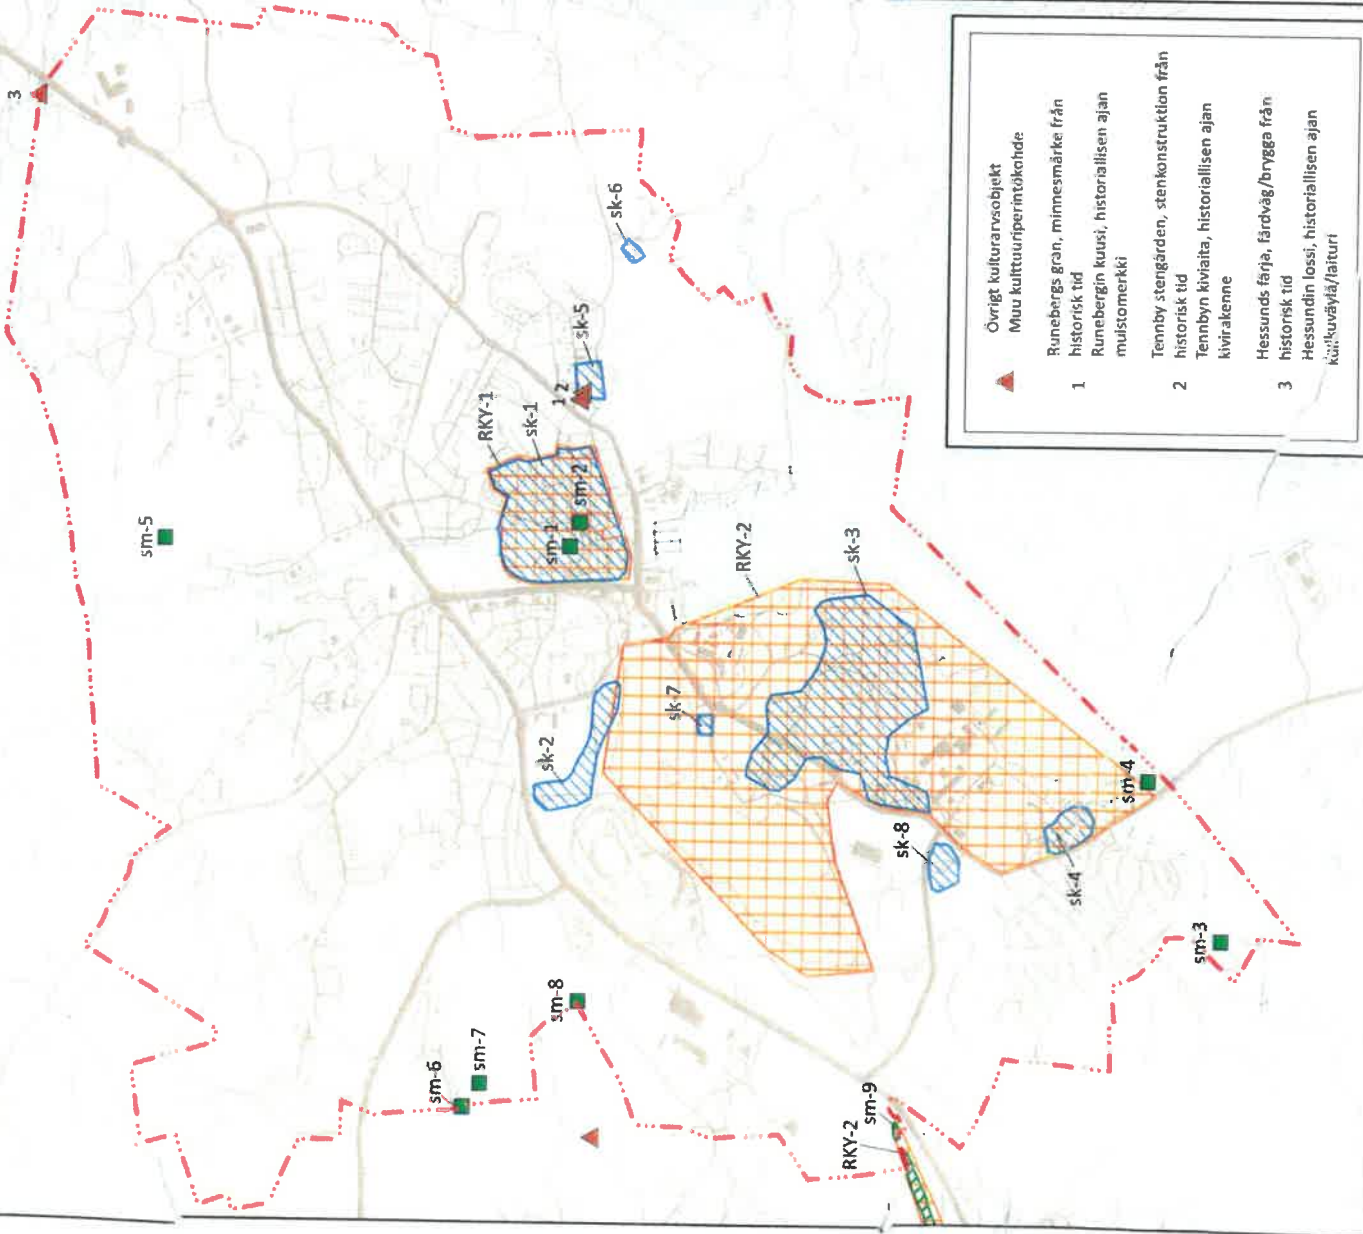 3
sm-5
sk-6
sk-5
1
2
RKY-1
sk-1
sm-2
sm-1
RKY-2
sk-3
sk-7
sk-2
sm-4
sk-8
sk-4
sm-3
sm-8
sm-7
sm-6
sm-9
RKY-2
Övrigt kulturarvsobjekt
Muu kulttuuriperintökohde
1
Runebergs gran, minnesmärke från
historisk tid
Runebergin kuusi, historiallisen ajan
muistomerkki
2
Tennby stengärden, stenkonstruktion från
historisk tid
Tennbyn kiviaita, historiallisen ajan
kivirakenne
3
Hessunds färja, färdväg/brygga från
historisk tid
Hessundin lossi, historiallisen ajan
kulkuväylä/laituri